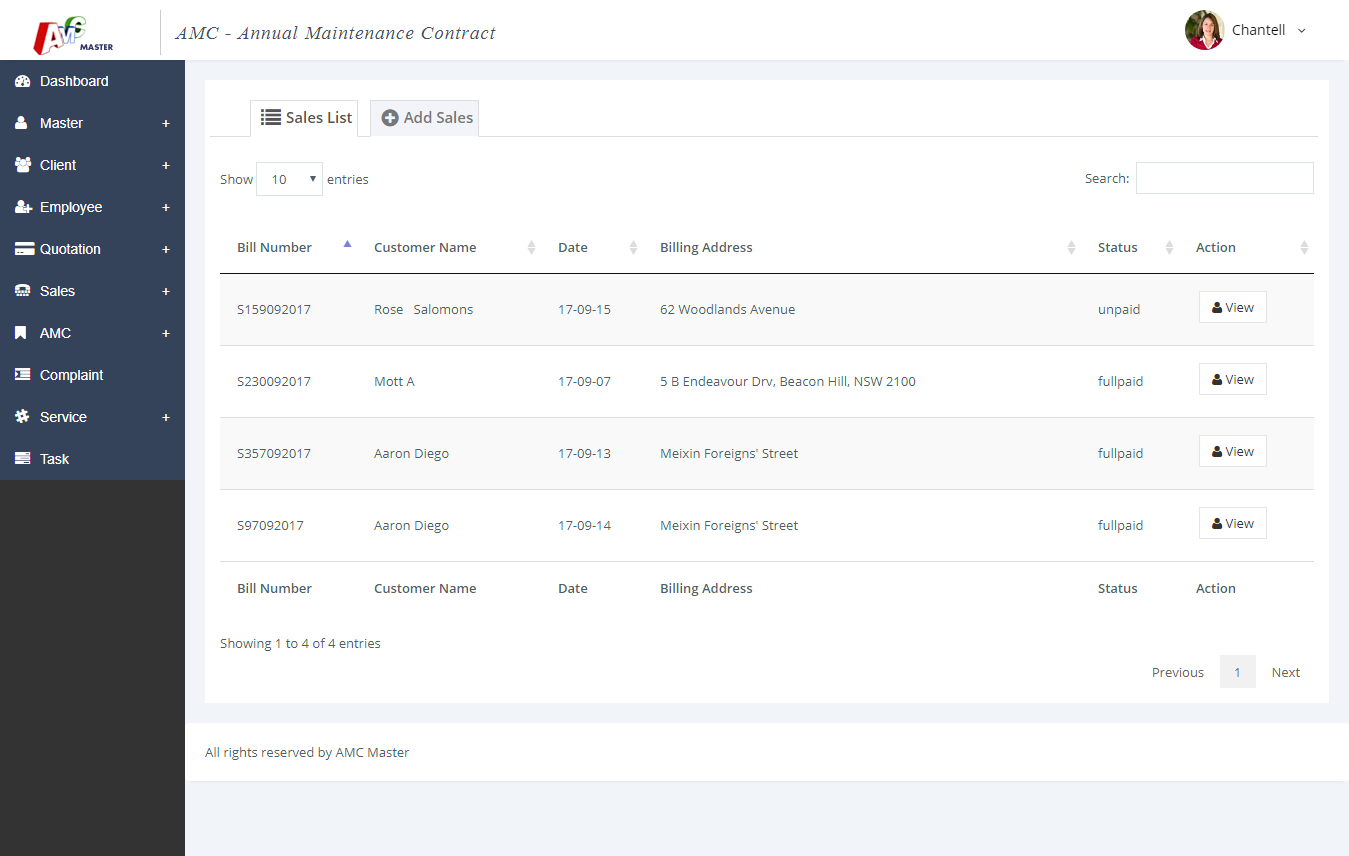 AMC MASTER
AMC - Annual Maintenance Contract
Chantell
Dashboard
Master +
Client +
Employee +
Quotation +
Sales +
AMC +
Complaint
Service +
Task
Sales List
Add Sales
Show 10 entries
Search:
Bill Number Customer Name Date Billing Address Status Action
S159092017 Rose Salomons 17-09-15 62 Woodlands Avenue unpaid View
S230092017 Mott A 17-09-07 5 B Endeavour Drv, Beacon Hill, NSW 2100 fullpaid View
S357092017 Aaron Diego 17-09-13 Meixin Foreigns' Street fullpaid View
S97092017 Aaron Diego 17-09-14 Meixin Foreigns' Street fullpaid View
Bill Number Customer Name Date Billing Address Status Action
Showing 1 to 4 of 4 entries
Previous 1 Next
All rights reserved by AMC Master